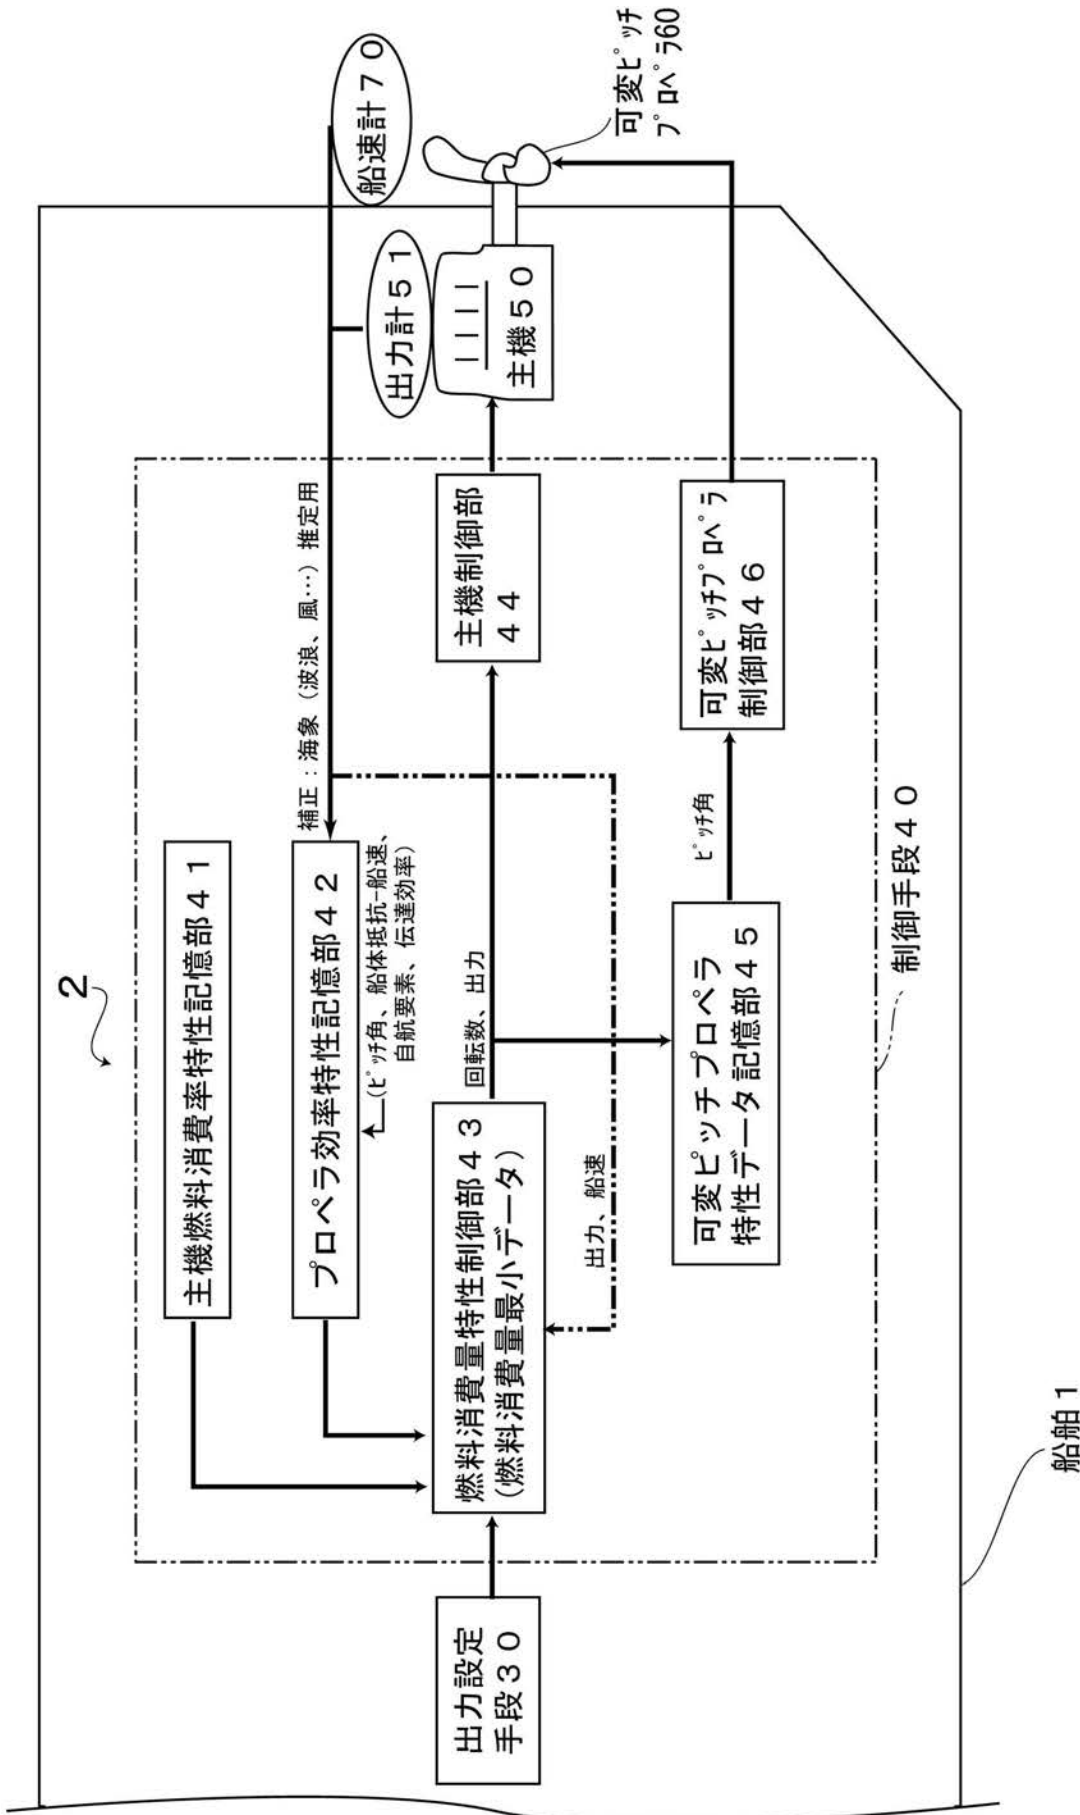 2
主機燃料消費率特性記憶部41
プロペラ効率特性記憶部42
(ﾋﾟｯﾁ角、船体抵抗-船速、
自航要素、伝達効率)
補正：海象（波浪、風…）推定用
船速計70
出力計51
出力設定
手段30
燃料消費量特性制御部43
(燃料消費量最小データ)
回転数、出力
主機制御部
44
主機50
可変ﾋﾟｯﾁ
ﾌﾟﾛﾍﾟﾗ60
出力、船速
可変ピッチプロペラ
特性データ記憶部45
ﾋﾟｯﾁ角
可変ﾋﾟｯﾁﾌﾟﾛﾍﾟﾗ
制御部46
制御手段40
船舶1